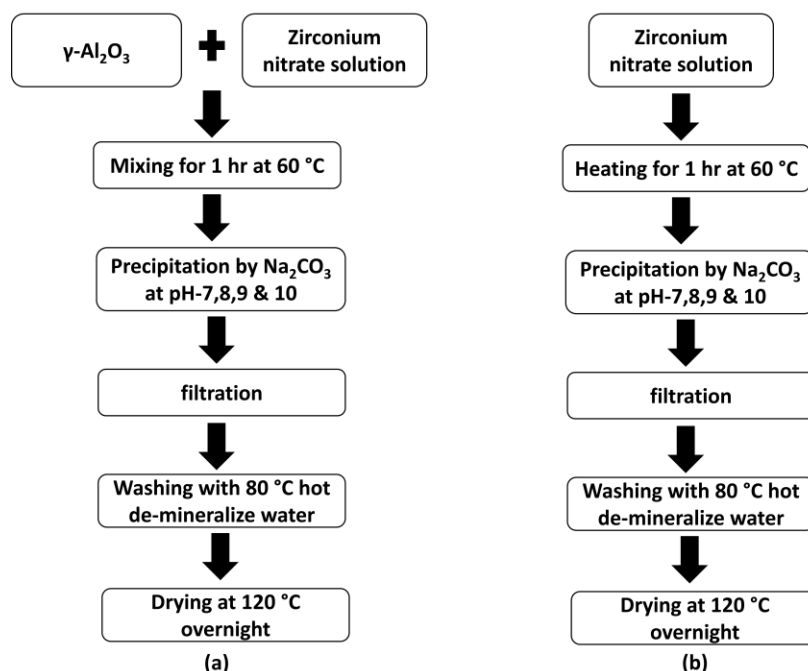 γ-Al₂O₃
Zirconium
nitrate solution
Mixing for 1 hr at 60 °C
Precipitation by Na₂CO₃
at pH-7,8,9 & 10
filtration
Washing with 80 °C hot
de-mineralize water
Drying at 120 °C
overnight
(a)
Zirconium
nitrate solution
Heating for 1 hr at 60 °C
Precipitation by Na₂CO₃
at pH-7,8,9 & 10
filtration
Washing with 80 °C hot
de-mineralize water
Drying at 120 °C
overnight
(b)